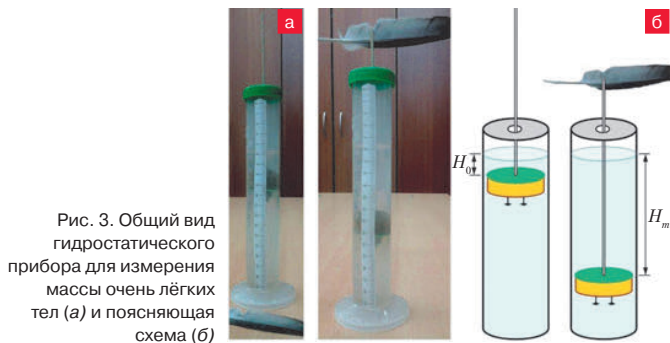 а
б
H₀
Hₘ
Рис. 3. Общий вид
гидростатического
прибора для измерения
массы очень лёгких
тел (а) и поясняющая
схема (б)